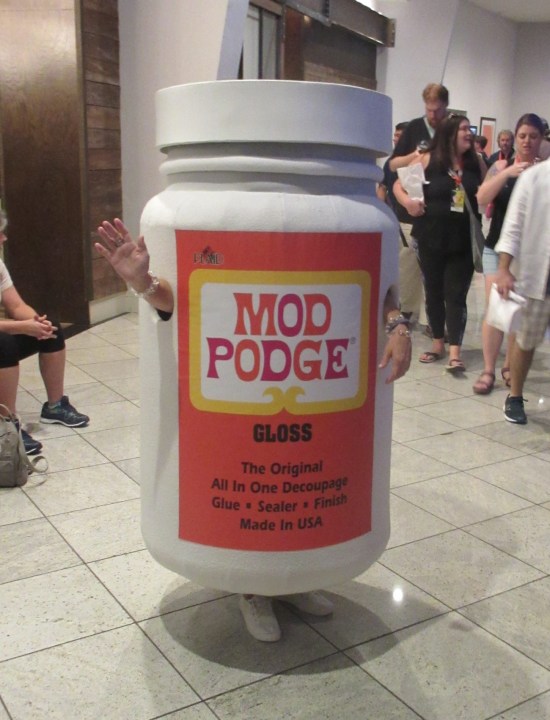 MOD
PODGE®
GLOSS
The Original
All In One Decoupage
Glue • Sealer • Finish
Made In USA